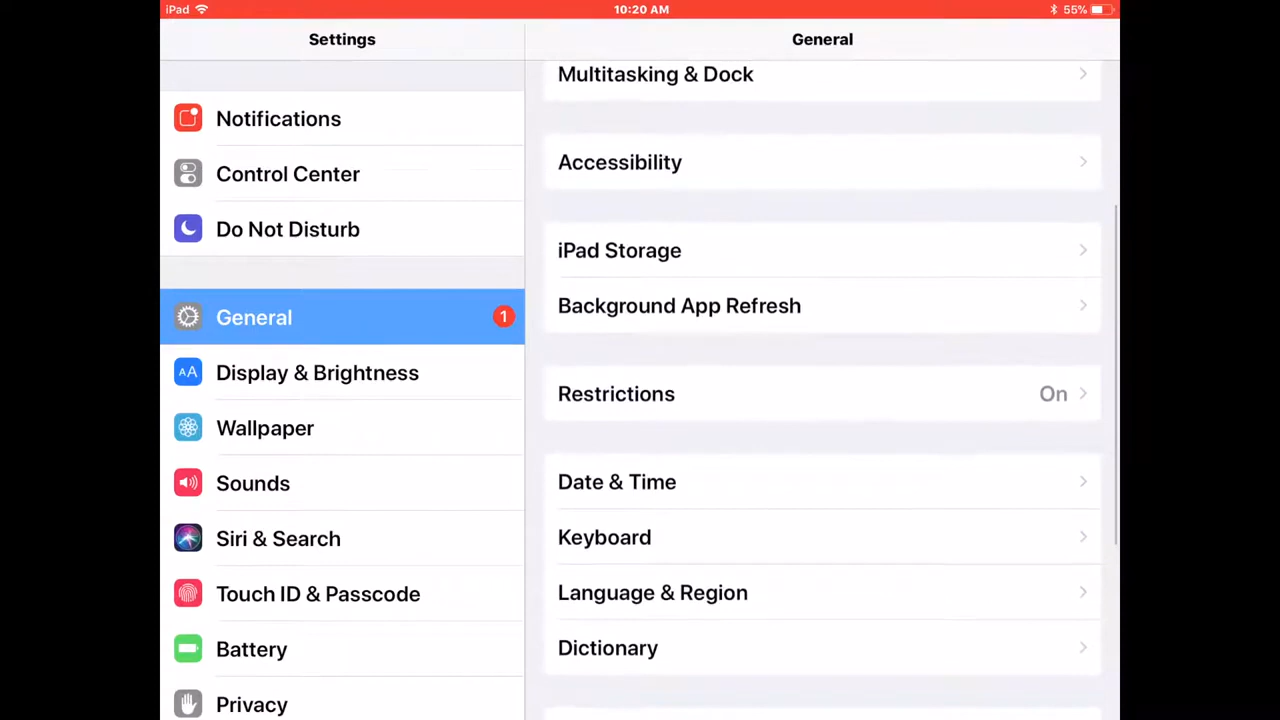 iPad 10:20 AM 55%
Settings
General
Notifications
Control Center
Do Not Disturb
General 1
Display & Brightness
AA
Wallpaper
Sounds
Siri & Search
Touch ID & Passcode
Battery
Privacy
Multitasking & Dock
Accessibility
iPad Storage
Background App Refresh
Restrictions On
Date & Time
Keyboard
Language & Region
Dictionary